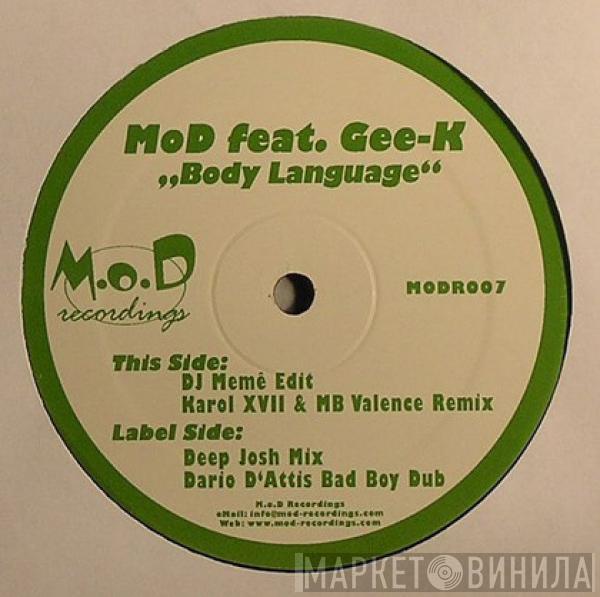 MoD feat. Gee-K
„Body Language“
M.o.D
recordings
MODR007
This Side:
DJ Memê Edit
Karol XVII & MB Valence Remix
Label Side:
Deep Josh Mix
Dario D'Attis Bad Boy Dub
M.o.D Recordings
eMail: info@mod-recordings.com
Web: www.mod-recordings.com
МАРКЕТ ВИНИЛА